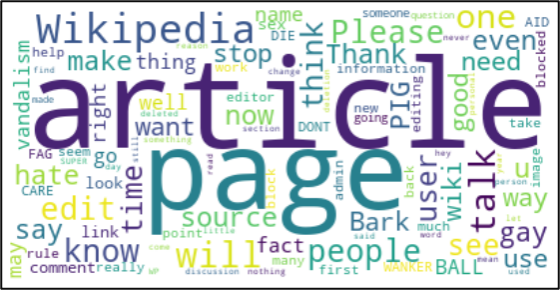 someone question
Wikipedia name Please one AID
sex DIE never
help reason stop think Thank even blocked
make thing information need
vandalism work change
find article
made right well editor deletion new PIG editing good personal
deleted now going
want something section DONT take
FAG seem still page
SUPER go read hey u image
hate day block admin user wiki talk year
CARE look time back person way
edit source Bark let
say link point little said much gay
may know will fact people word see
rule come many WANKER mean use
comment really WP discussion nothing first BALL used